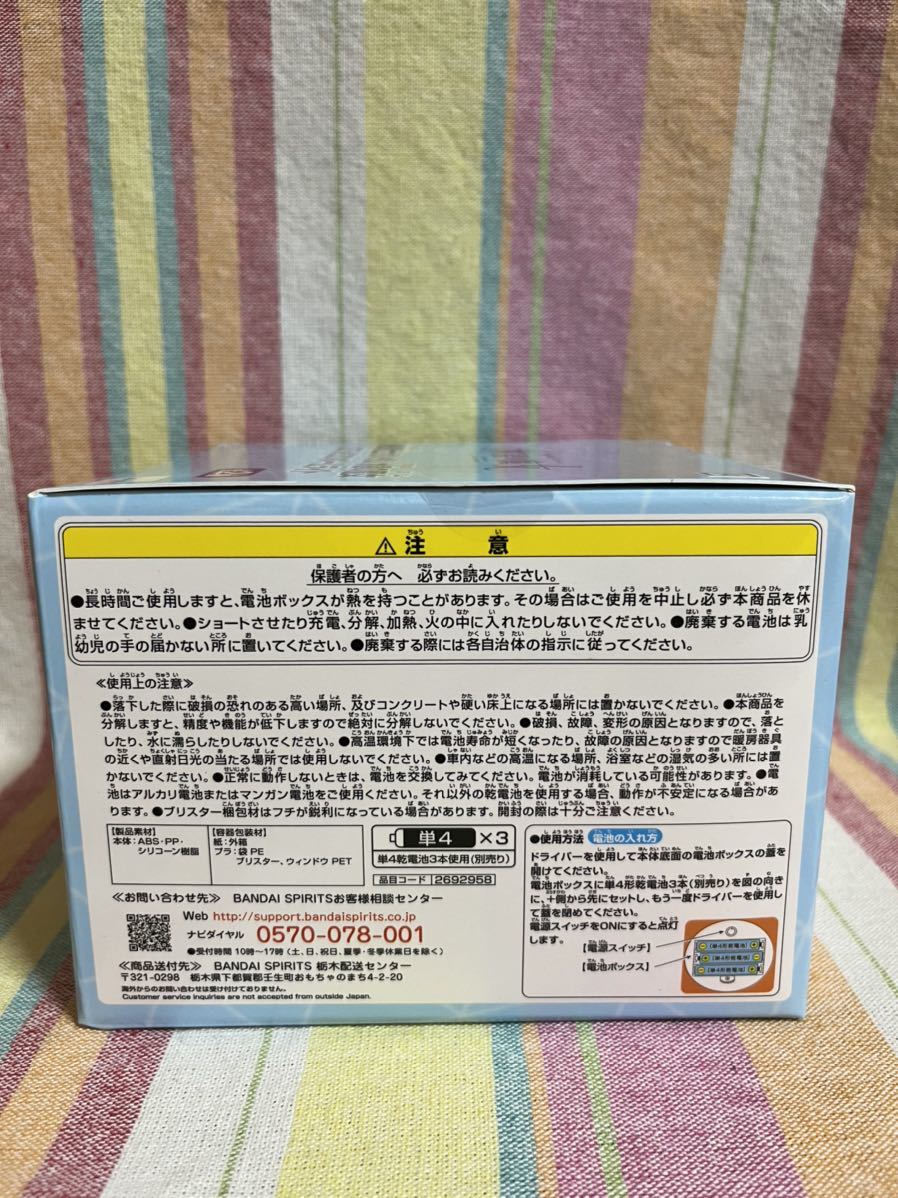 ⚠注意
保護者の方へ 必ずお読みください。
●長時間ご使用しますと、電池ボックスが熱を持つことがあります。その場合はご使用を中止し必ず本商品を休
ませてください。●ショートさせたり充電、分解、加熱、火の中に入れたりしないでください。●廃棄する電池は乳
幼児の手の届かない所に置いてください。●廃棄する際には各自治体の指示に従ってください。
≪使用上の注意≫
●落下した際に破損の恐れのある高い場所、及びコンクリートや硬い床上になる場所には置かないでください。●本商品を
分解しますと、精度や機能が低下しますので絶対に分解しないでください。●破損、故障、変形の原因となりますので、落と
したり、水に濡らしたりしないでください。●高温環境下では電池寿命が短くなったり、故障の原因となりますので暖房器具
の近くや直射日光の当たる場所では使用しないでください。●車内などの高温になる場所、浴室などの湿気の多い所には置
かないでください。●正常に動作しないときは、電池を交換してみてください。電池が消耗している可能性があります。●電
池はアルカリ電池またはマンガン電池をご使用ください。それ以外の乾電池を使用する場合、動作が不安定になる場合があ
ります。●ブリスター梱包材はフチが鋭利になっている場合があります。開封の際は十分ご注意ください。
【製品素材】
本体:ABS・PP・
シリコーン樹脂
【容器包装材】
紙:外箱
プラ:袋 PE
ブリスター、ウィンドウ PET
単4 ×3
単4乾電池3本使用(別売り)
品目コード 2692958
≪お問い合わせ先≫ BANDAI SPIRITSお客様相談センター
Web http://support.bandaispirits.co.jp
ナビダイヤル 0570-078-001
●受付時間 10時〜17時(土、日、祝日、夏季・冬季休業日を除く)
≪商品送付先≫ BANDAI SPIRITS 栃木配送センター
〒321-0298 栃木県下都賀郡壬生町おもちゃのまち4-2-20
海外からのお問い合わせは受け付けておりません。
Customer service inquiries are not accepted from outside Japan.
●使用方法 電池の入れ方
ドライバーを使用して本体底面の電池ボックスの蓋を
開けてください。
電池ボックスに単4形乾電池3本(別売り)を図の向き
に、+側から先にセットし、もう一度ドライバーを使用し
て蓋を閉めてください。
電源スイッチをONにすると点灯
します。
【電源スイッチ】
【電池ボックス】
(単4形乾電池)
(単4形乾電池)
(単4形乾電池)